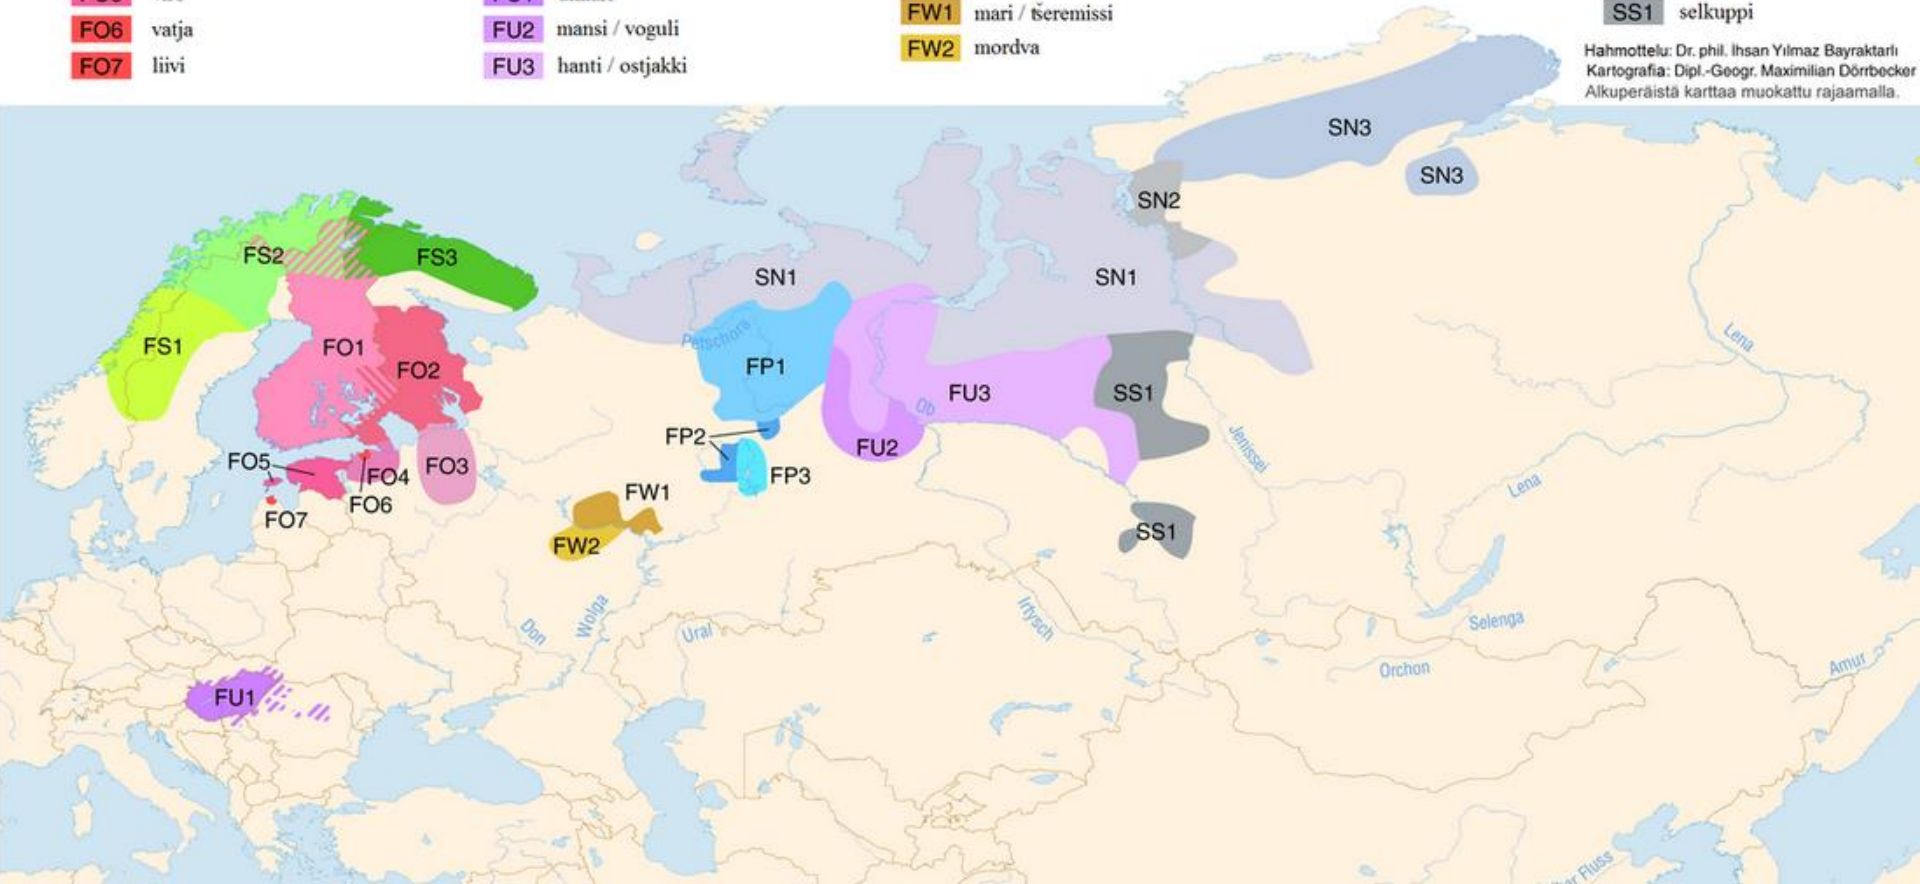 FO6 vatja
FO7 liivi
FU2 mansi / voguli
FU3 hanti / ostjakki
FW1 mari / tšeremissi
FW2 mordva
SS1 selkuppi
Hahmottelu: Dr. phil. İhsan Yılmaz Bayraktarlı
Kartografia: Dipl.-Geogr. Maximilian Dörrbecker
Alkuperäistä karttaa muokattu rajaamalla.
SN3
SN3
SN2
FS2
FS3
SN1
SN1
Petschora
FS1
FO1
FO2
FP1
FU3
SS1
Ob
Lena
FP2
FU2
Jenissei
FO5
FO4
FO3
FP3
Lena
FO6
FO7
FW1
FW2
SS1
Don
Wolga
Ural
Irtysch
Selenga
Orchon
Amur
FU1
Fluss